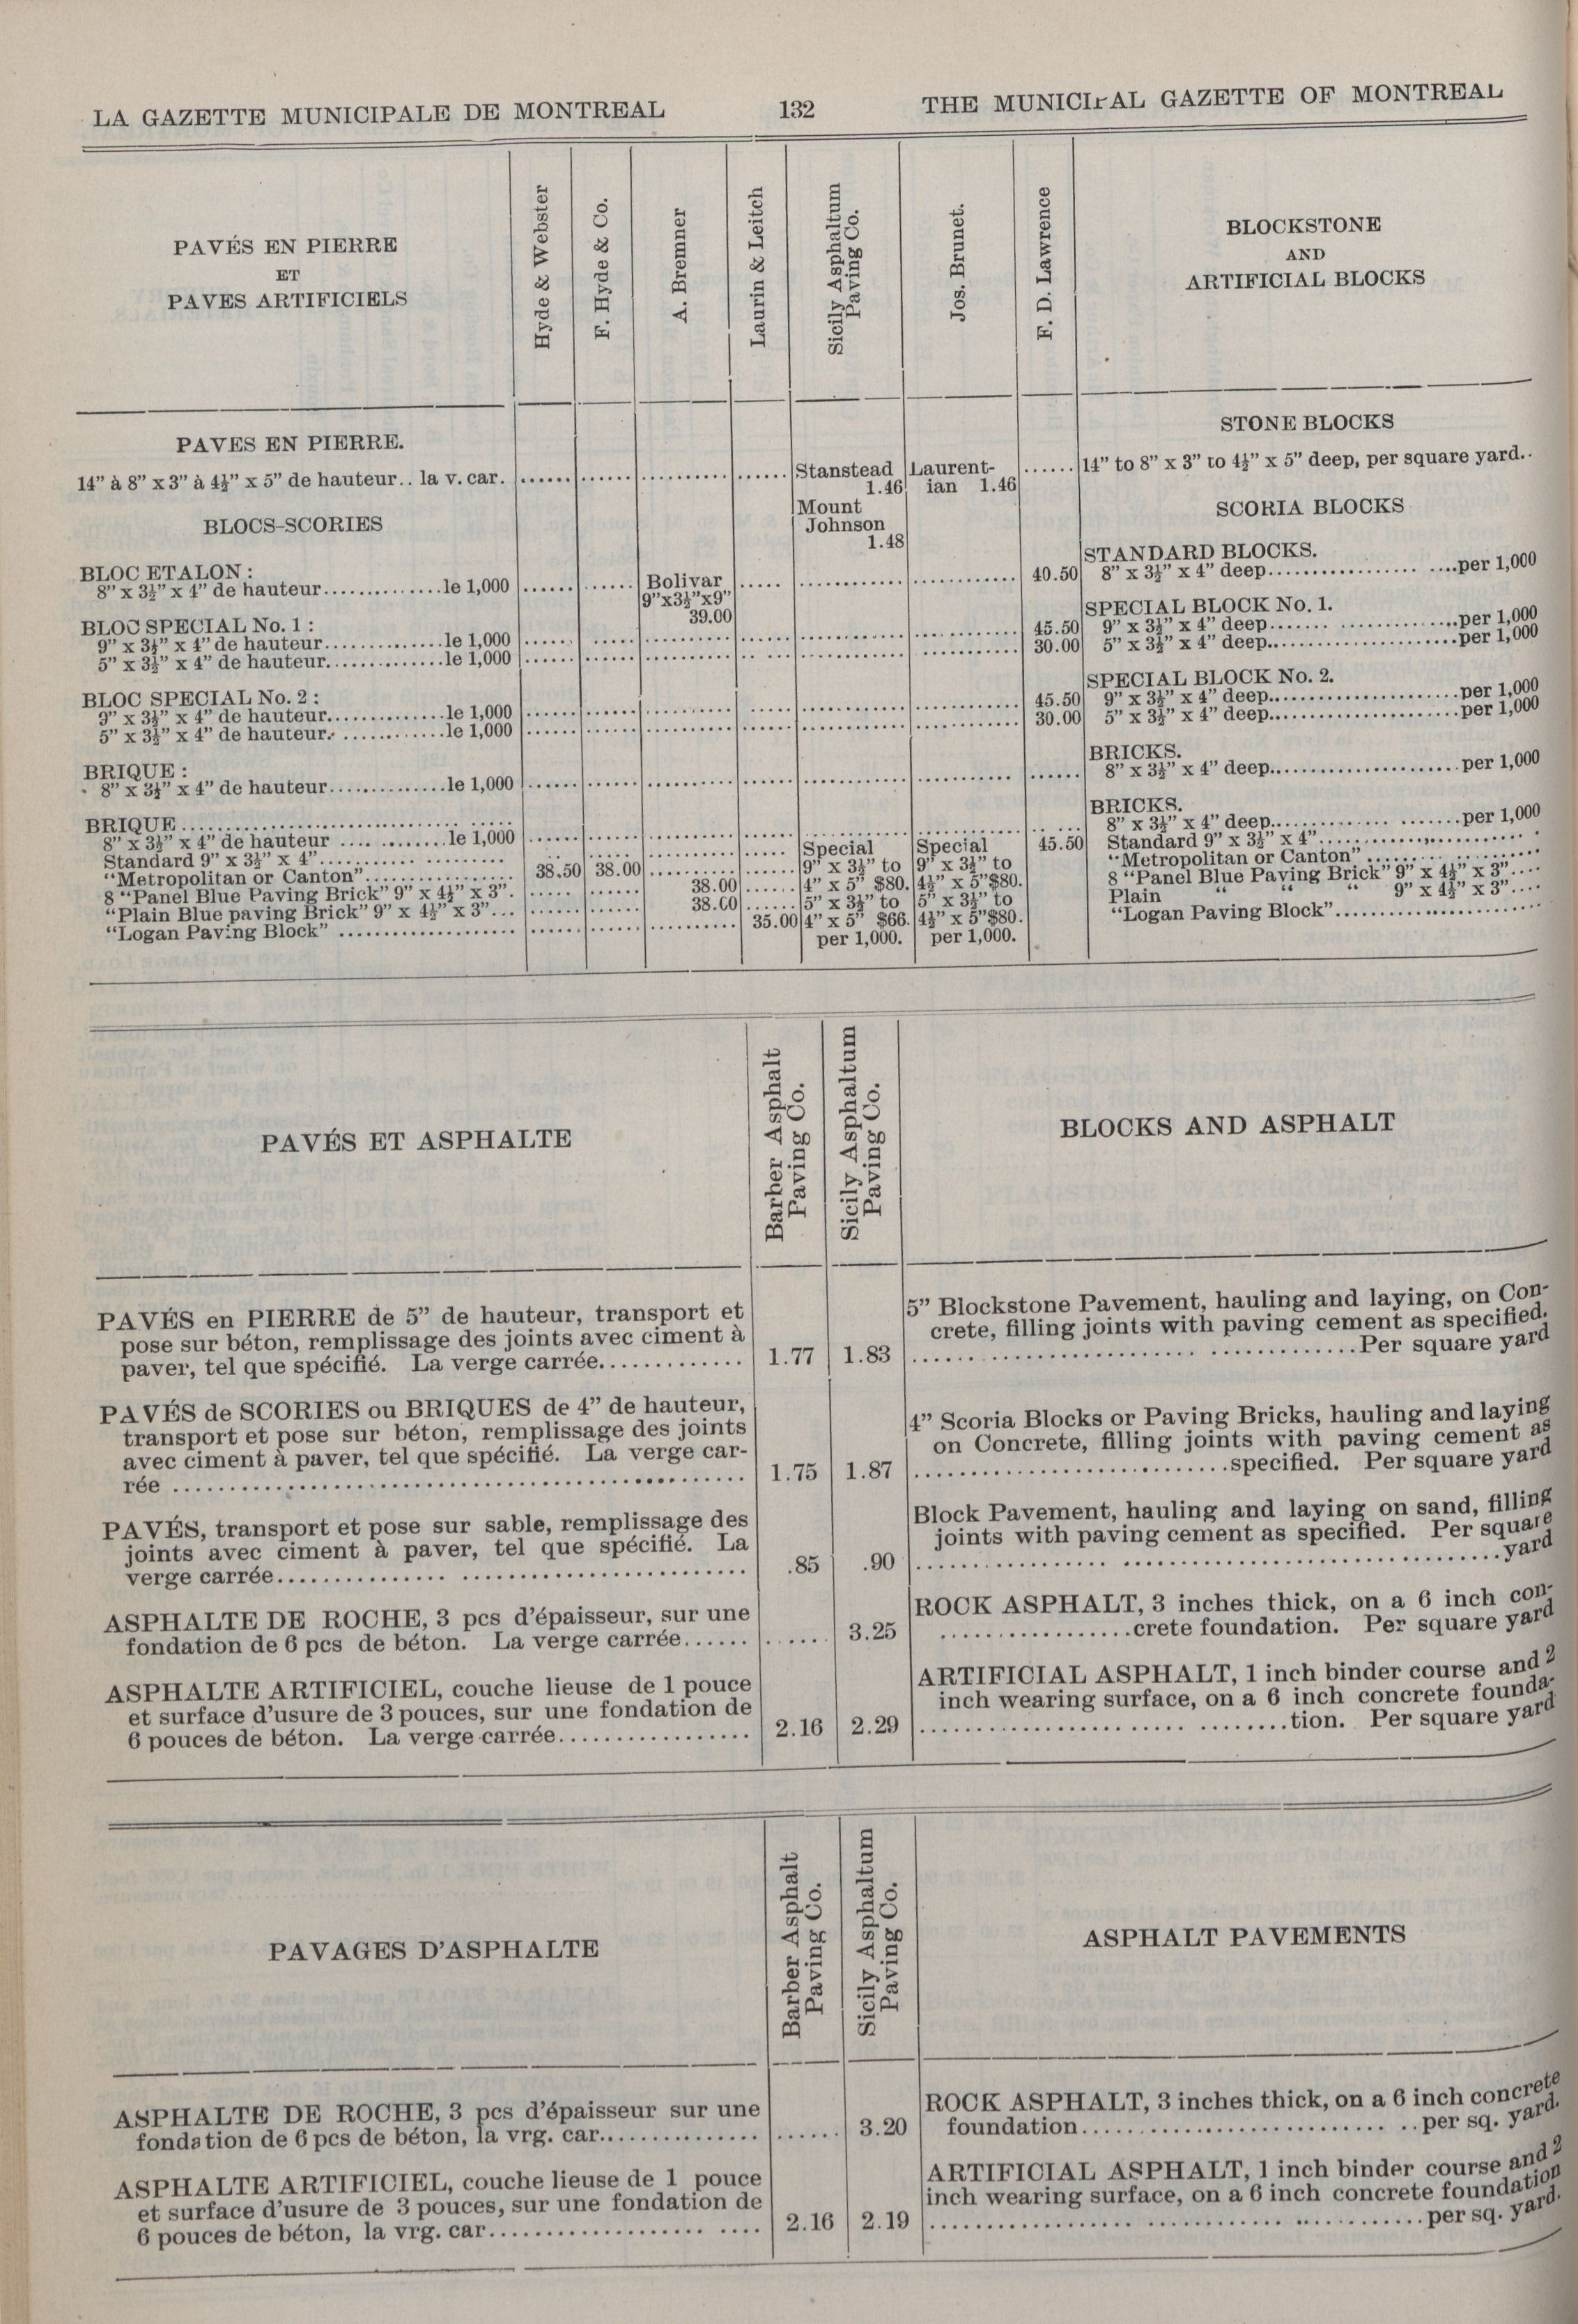 LA GAZETTE MUNICIPALE DE MONTREAL 132 THE MUNICIPAL GAZETTE OF MONTREAL
PAVÉS EN PIERRE
ET
PAVES ARTIFICIELS
Hyde & Webster
F. Hyde & Co.
A. Bremner
Laurin & Leitch
Sicily Asphaltum
Paving Co.
Jos. Brunet.
F. D. Lawrence
BLOCKSTONE
AND
ARTIFICIAL BLOCKS
PAVES EN PIERRE. STONE BLOCKS
14” à 8” x 3” à 4½” x 5” de hauteur.. la v. car. ...... Stanstead Laurent- ...... 14” to 8” x 3” to 4½” x 5” deep, per square yard..
1.46 ian 1.46
BLOCS-SCORIES Mount SCORIA BLOCKS
Johnson
1.48
BLOC ETALON: STANDARD BLOCKS.
8” x 3½” x 4” de hauteur...............le 1,000 ...... Bolivar ...... 40.50 8” x 3½” x 4” deep.....................per 1,000
9”x3½”x9”
39.00
BLOC SPECIAL No. 1: SPECIAL BLOCK No. 1.
9” x 3½” x 4” de hauteur...............le 1,000 ...... 45.50 9” x 3½” x 4” deep.....................per 1,000
5” x 3½” x 4” de hauteur...............le 1,000 ...... 30.00 5” x 3½” x 4” deep.....................per 1,000
BLOC SPECIAL No. 2: SPECIAL BLOCK No. 2.
9” x 3½” x 4” de hauteur...............le 1,000 ...... 45.50 9” x 3½” x 4” deep.....................per 1,000
5” x 3½” x 4” de hauteur. ............le 1,000 ...... 30.00 5” x 3½” x 4” deep.....................per 1,000
BRIQUE: BRICKS.
8” x 3½” x 4” de hauteur...............le 1,000 ...... 8” x 3½” x 4” deep.....................per 1,000
BRIQUE............ BRICKS.
8” x 3½” x 4” de hauteur .... .........le 1,000 ...... 8” x 3½” x 4” deep.....................per 1,000
Standard 9” x 3½” x 4”............ Special Special 45.50 Standard 9” x 3½” x 4”............
“Metropolitan or Canton”............ 38.50 38.00 ...... 9” x 3½” to 9” x 3½” to “Metropolitan or Canton”............
8 “Panel Blue Paving Brick” 9” x 4½” x 3”. ...... 38.00 ...... 4” x 5” $80. 4½” x 5”$80. 8 “Panel Blue Paving Brick” 9” x 4½” x 3”....
“Plain Blue paving Brick” 9” x 4½” x 3”... ...... 38.00 ...... 5” x 3½” to 5” x 3½” to Plain “ “ “ 9” x 4½” x 3”....
“Logan Paving Block” ............ 35.00 4” x 5” $66. 4½” x 5”$80. “Logan Paving Block”............
per 1,000. per 1,000.
PAVÉS ET ASPHALTE
Barber Asphalt
Paving Co.
Sicily Asphaltum
Paving Co.
BLOCKS AND ASPHALT
PAVÉS en PIERRE de 5” de hauteur, transport et
pose sur béton, remplissage des joints avec ciment à
paver, tel que spécifié. La verge carrée............. 1.77 1.83
5” Blockstone Pavement, hauling and laying, on Con-
crete, filling joints with paving cement as specified.
............Per square yard
PAVÉS de SCORIES ou BRIQUES de 4” de hauteur,
transport et pose sur béton, remplissage des joints
avec ciment à paver, tel que spécifié. La verge car-
rée ............ 1.75 1.87
4” Scoria Blocks or Paving Bricks, hauling and laying
on Concrete, filling joints with paving cement as
............specified. Per square yard
PAVÉS, transport et pose sur sable, remplissage des
joints avec ciment à paver, tel que spécifié. La
verge carrée............ .85 .90
Block Pavement, hauling and laying on sand, filling
joints with paving cement as specified. Per square
............yard
ASPHALTE DE ROCHE, 3 pcs d'épaisseur, sur une
fondation de 6 pcs de béton. La verge carrée...... ...... 3.25
ROCK ASPHALT, 3 inches thick, on a 6 inch con-
............crete foundation. Per square yard
ASPHALTE ARTIFICIEL, couche lieuse de 1 pouce
et surface d'usure de 3 pouces, sur une fondation de
6 pouces de béton. La verge carrée............ 2.16 2.29
ARTIFICIAL ASPHALT, 1 inch binder course and 2
inch wearing surface, on a 6 inch concrete founda-
............tion. Per square yard
PAVAGES D'ASPHALTE
Barber Asphalt
Paving Co.
Sicily Asphaltum
Paving Co.
ASPHALT PAVEMENTS
ASPHALTE DE ROCHE, 3 pcs d'épaisseur sur une
fondation de 6 pcs de béton, la vrg. car............ ...... 3.20
ROCK ASPHALT, 3 inches thick, on a 6 inch concrete
foundation............per sq. yard.
ASPHALTE ARTIFICIEL, couche lieuse de 1 pouce
et surface d'usure de 3 pouces, sur une fondation de
6 pouces de béton, la vrg. car............ 2.16 2.19
ARTIFICIAL ASPHALT, 1 inch binder course and 2
inch wearing surface, on a 6 inch concrete foundation
............per sq. yard.